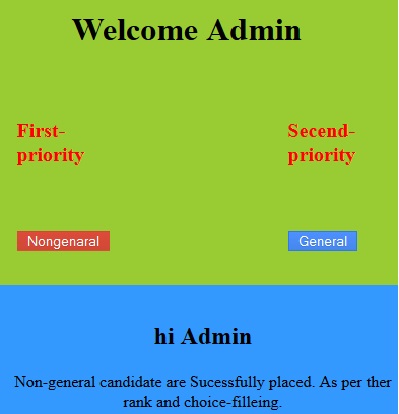 Welcome Admin
First-
priority
Secend-
priority
Nongenaral
General
hi Admin
Non-general candidate are Sucessfully placed. As per ther
rank and choice-filleing.